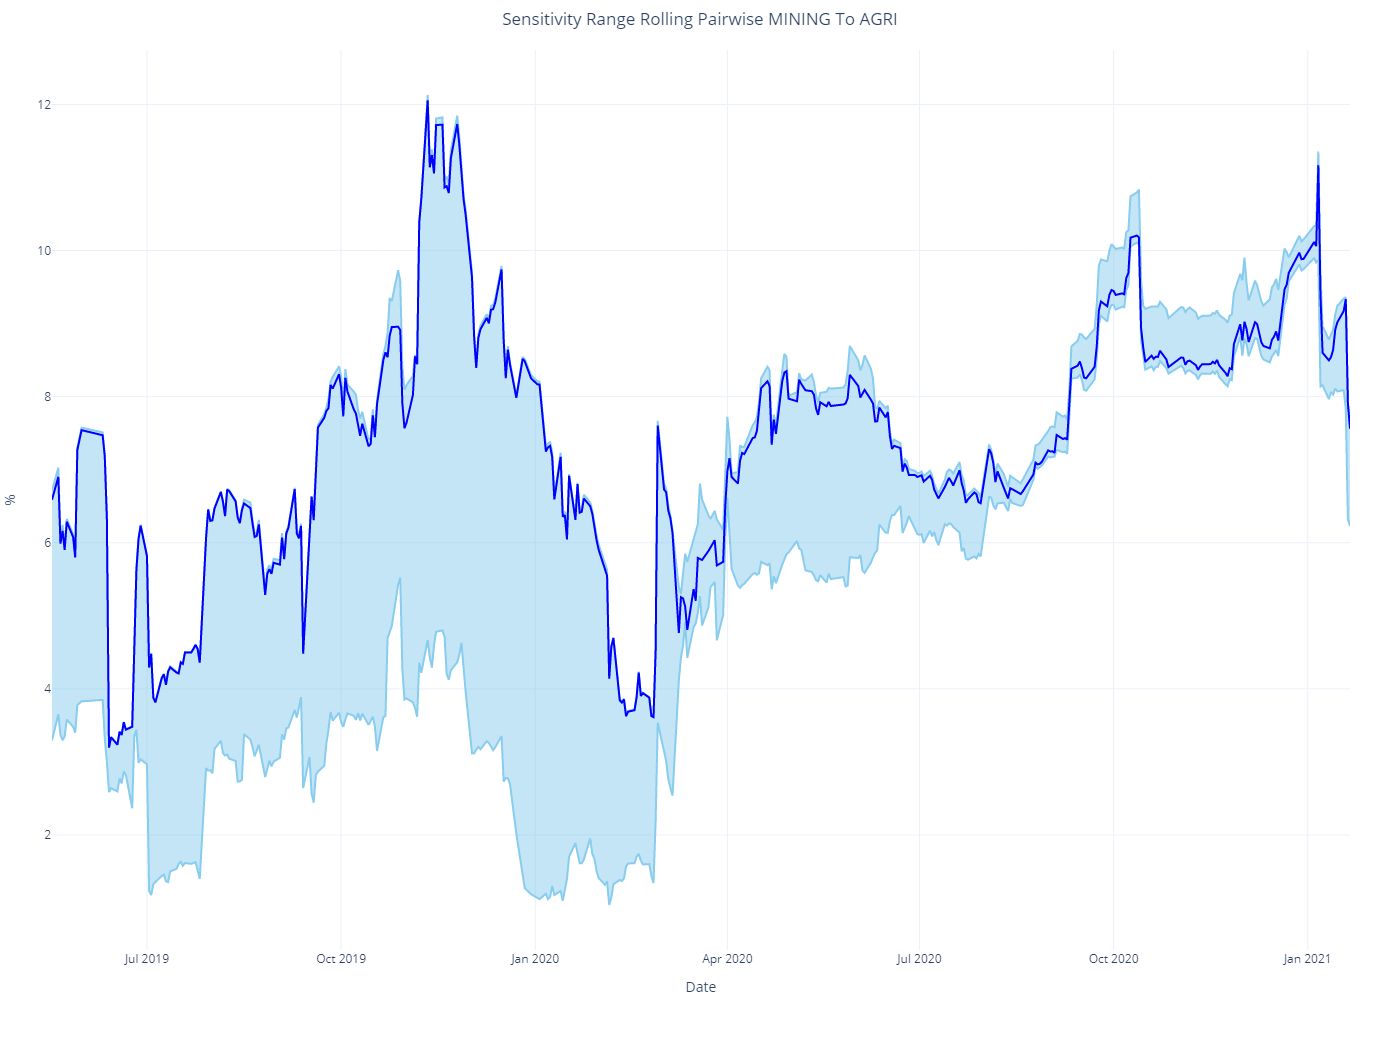 Sensitivity Range Rolling Pairwise MINING To AGRI
12
10
8
6
4
2
%
Jul 2019
Oct 2019
Jan 2020
Apr 2020
Jul 2020
Oct 2020
Jan 2021
Date